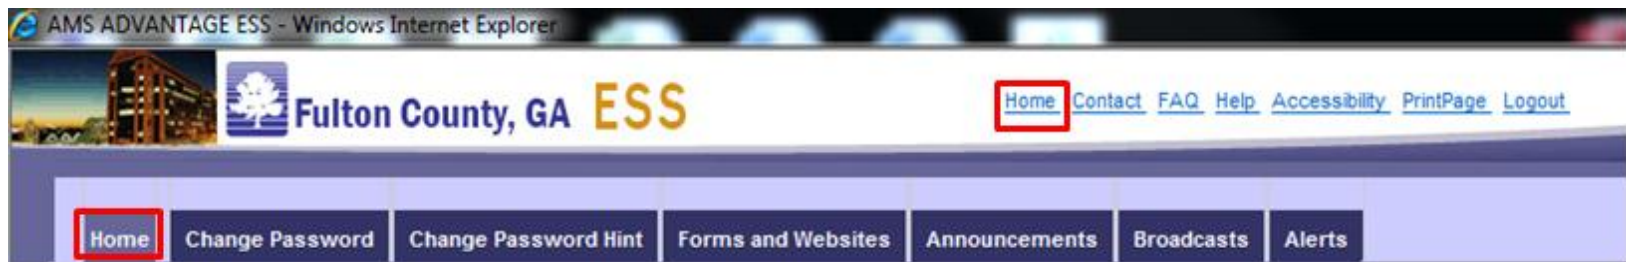 AMS ADVANTAGE ESS - Windows Internet Explorer
Fulton County, GA ESS
Home Contact FAQ Help Accessibility PrintPage Logout
Home Change Password Change Password Hint Forms and Websites Announcements Broadcasts Alerts